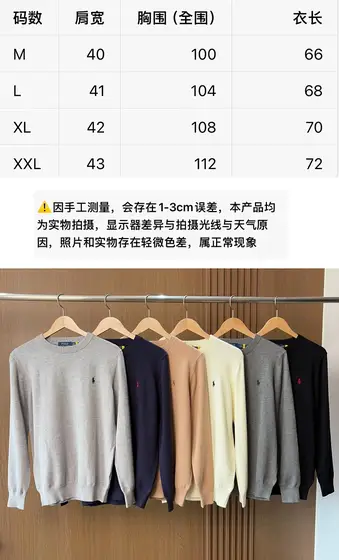 码数 肩宽 胸围（全围） 衣长
M 40 100 66
L 41 104 68
XL 42 108 70
XXL 43 112 72
⚠️因手工测量，会存在1-3cm误差，本产品均
为实物拍摄，显示器差异与拍摄光线与天气原
因，照片和实物存在轻微色差，属正常现象